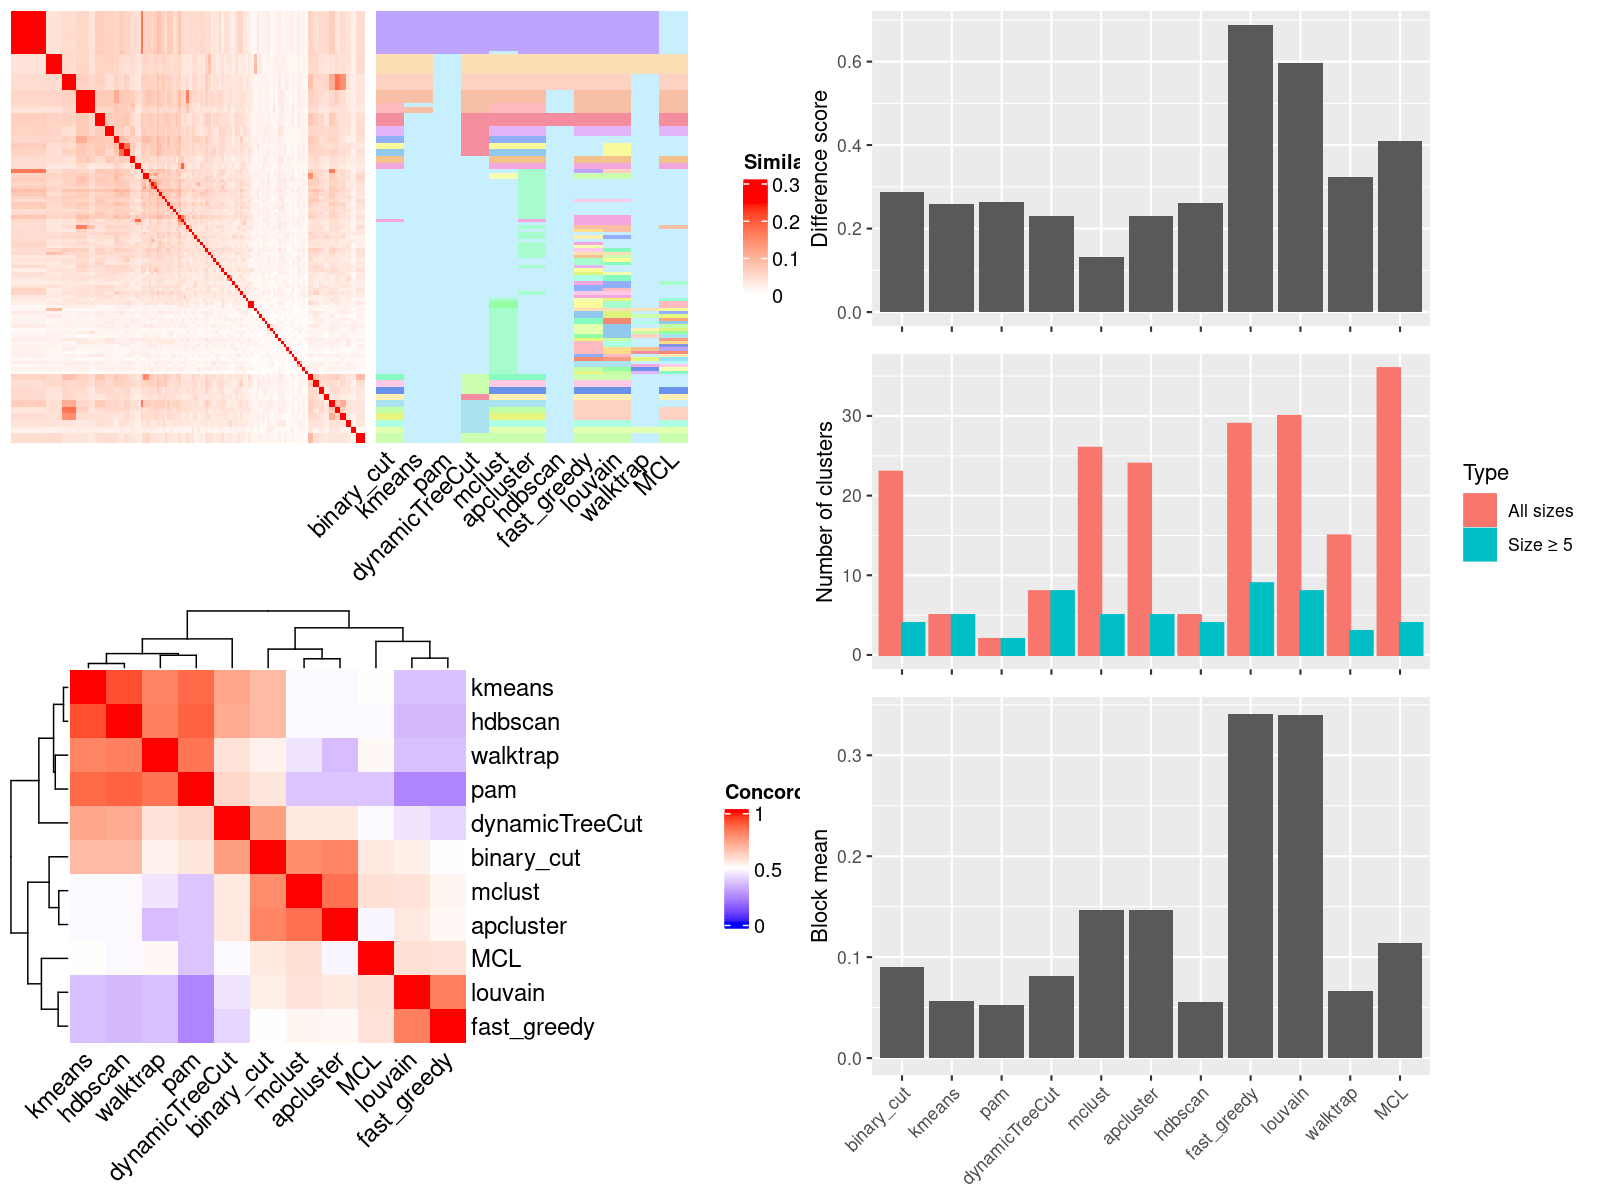 Simila
0.3
0.2
0.1
0
binary_cut
kmeans
pam
dynamicTreeCut
mclust
apcluster
hdbscan
fast_greedy
louvain
walktrap
MCL
kmeans
hdbscan
walktrap
pam
dynamicTreeCut
binary_cut
mclust
apcluster
MCL
louvain
fast_greedy
kmeans
hdbscan
walktrap
pam
dynamicTreeCut
binary_cut
mclust
apcluster
MCL
louvain
fast_greedy
Concord
1
0.5
0
Difference score
0.6
0.4
0.2
0.0
Number of clusters
30
20
10
0
Type
All sizes
Size ≥ 5
Block mean
0.3
0.2
0.1
0.0
binary_cut
kmeans
pam
dynamicTreeCut
mclust
apcluster
hdbscan
fast_greedy
louvain
walktrap
MCL